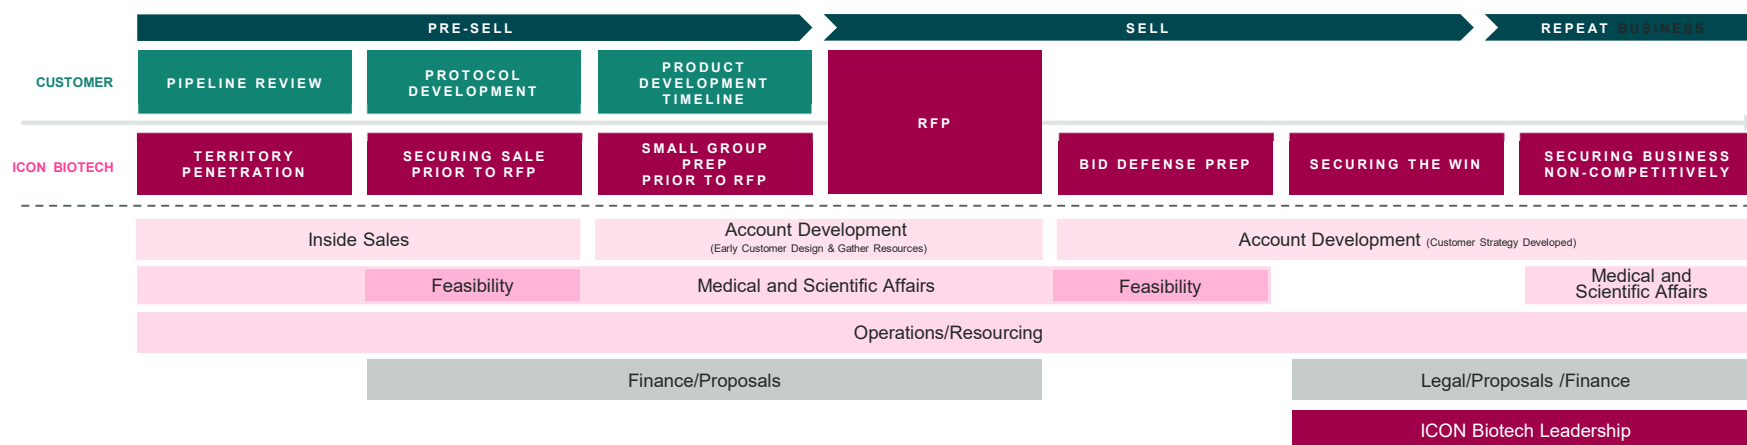 PRE-SELL
SELL
REPEAT BUSINESS
CUSTOMER
PIPELINE REVIEW
PROTOCOL
DEVELOPMENT
PRODUCT
DEVELOPMENT
TIMELINE
RFP
ICON BIOTECH
TERRITORY
PENETRATION
SECURING SALE
PRIOR TO RFP
SMALL GROUP
PREP
PRIOR TO RFP
BID DEFENSE PREP
SECURING THE WIN
SECURING BUSINESS
NON-COMPETITIVELY
Inside Sales
Account Development
(Early Customer Design & Gather Resources)
Account Development (Customer Strategy Developed)
Feasibility
Medical and Scientific Affairs
Feasibility
Medical and
Scientific Affairs
Operations/Resourcing
Finance/Proposals
Legal/Proposals /Finance
ICON Biotech Leadership